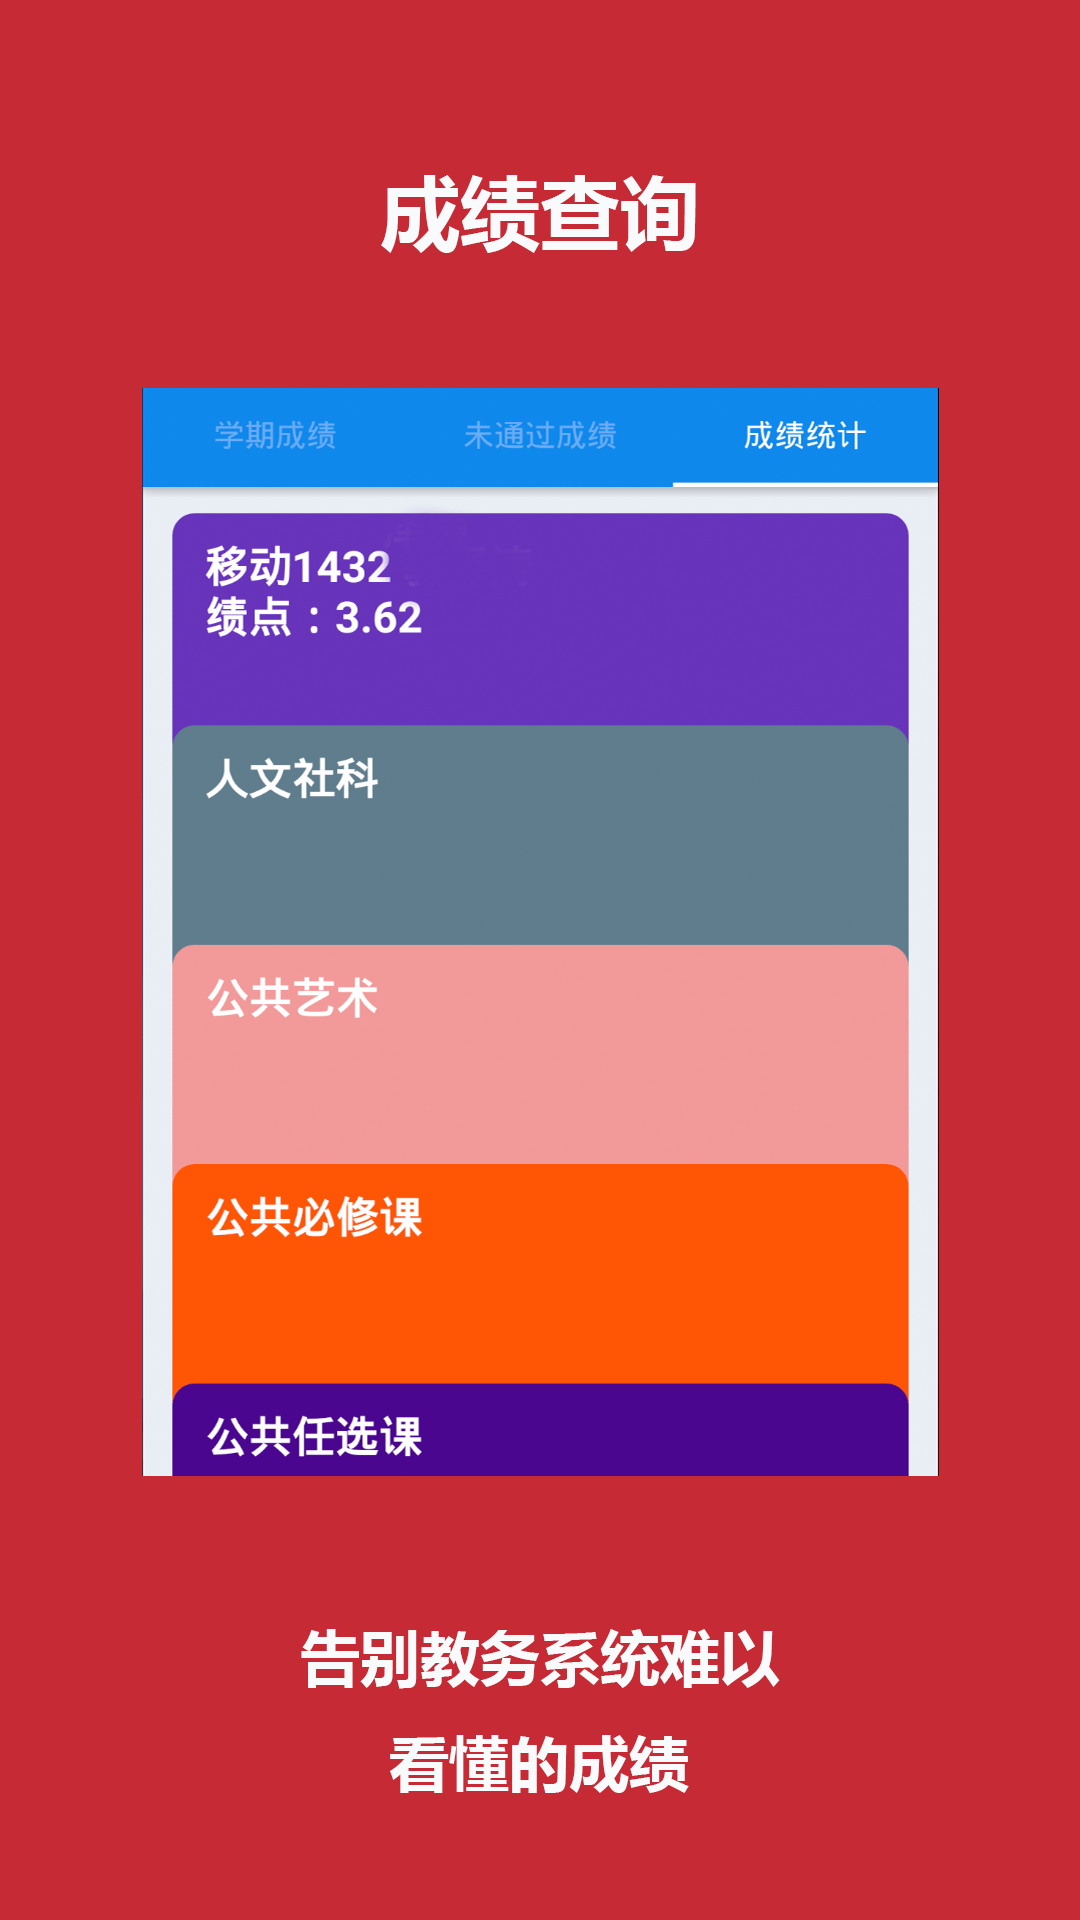 成绩查询
学期成绩 未通过成绩 成绩统计
移动1432
绩点：3.62
人文社科
公共艺术
公共必修课
公共任选课
告别教务系统难以
看懂的成绩